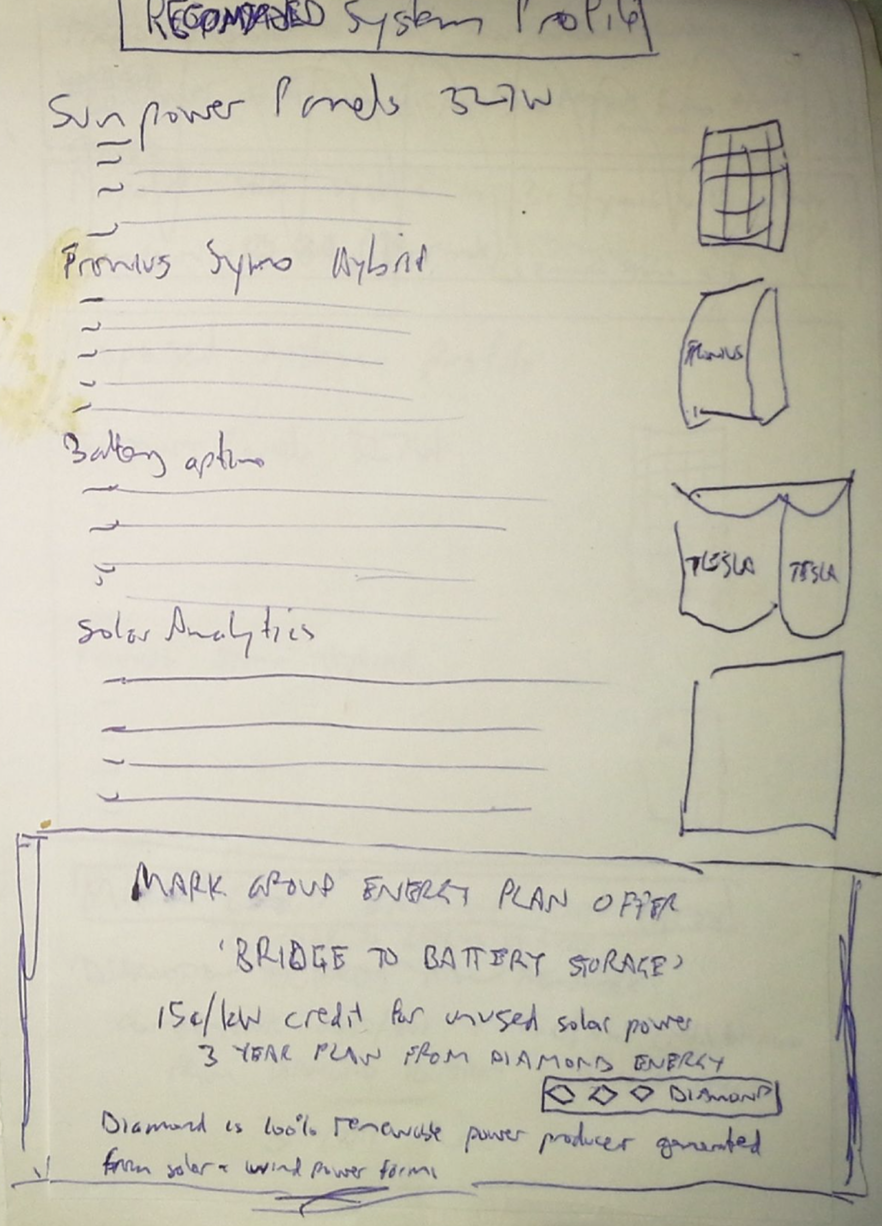 RECOMMENDED System Profile
Sunpower Panels 327W
Fronius Symo Hybrid
FRONIUS
Battery options
TESLA TESLA
Solar Analytics
MARK GROUP ENERGY PLAN OFFER
'BRIDGE TO BATTERY STORAGE'
15c/kW credit for unused solar power
3 YEAR PLAN FROM DIAMOND ENERGY
DIAMOND
Diamond is 100% renewable power producer generated
from solar + wind power farms